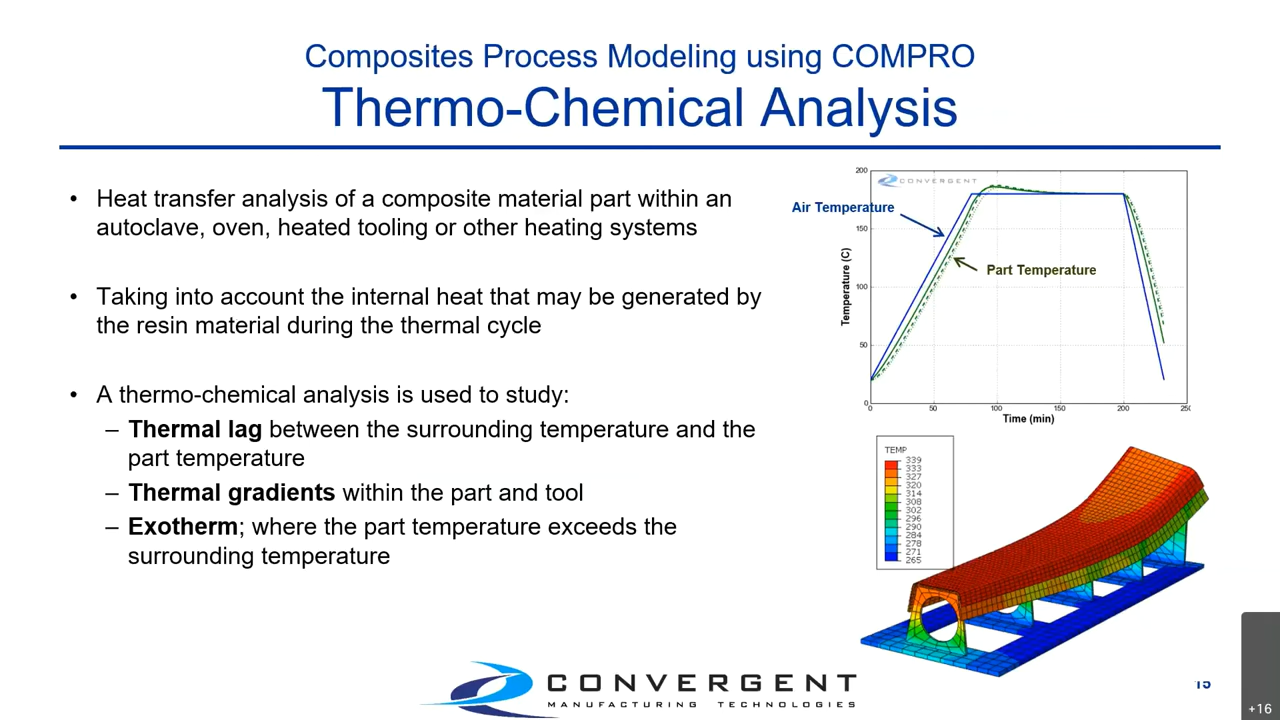 Composites Process Modeling using COMPRO
Thermo-Chemical Analysis
• Heat transfer analysis of a composite material part within an
autoclave, oven, heated tooling or other heating systems
• Taking into account the internal heat that may be generated by
the resin material during the thermal cycle
• A thermo-chemical analysis is used to study:
– Thermal lag between the surrounding temperature and the
part temperature
– Thermal gradients within the part and tool
– Exotherm; where the part temperature exceeds the
surrounding temperature
CONVERGENT
Air Temperature
Part Temperature
Temperature (C)
200
150
100
50
0
0 50 100 150 200 250
Time (min)
TEMP
339
333
327
320
314
308
302
296
290
284
278
271
265
CONVERGENT
MANUFACTURING TECHNOLOGIES
15
+16